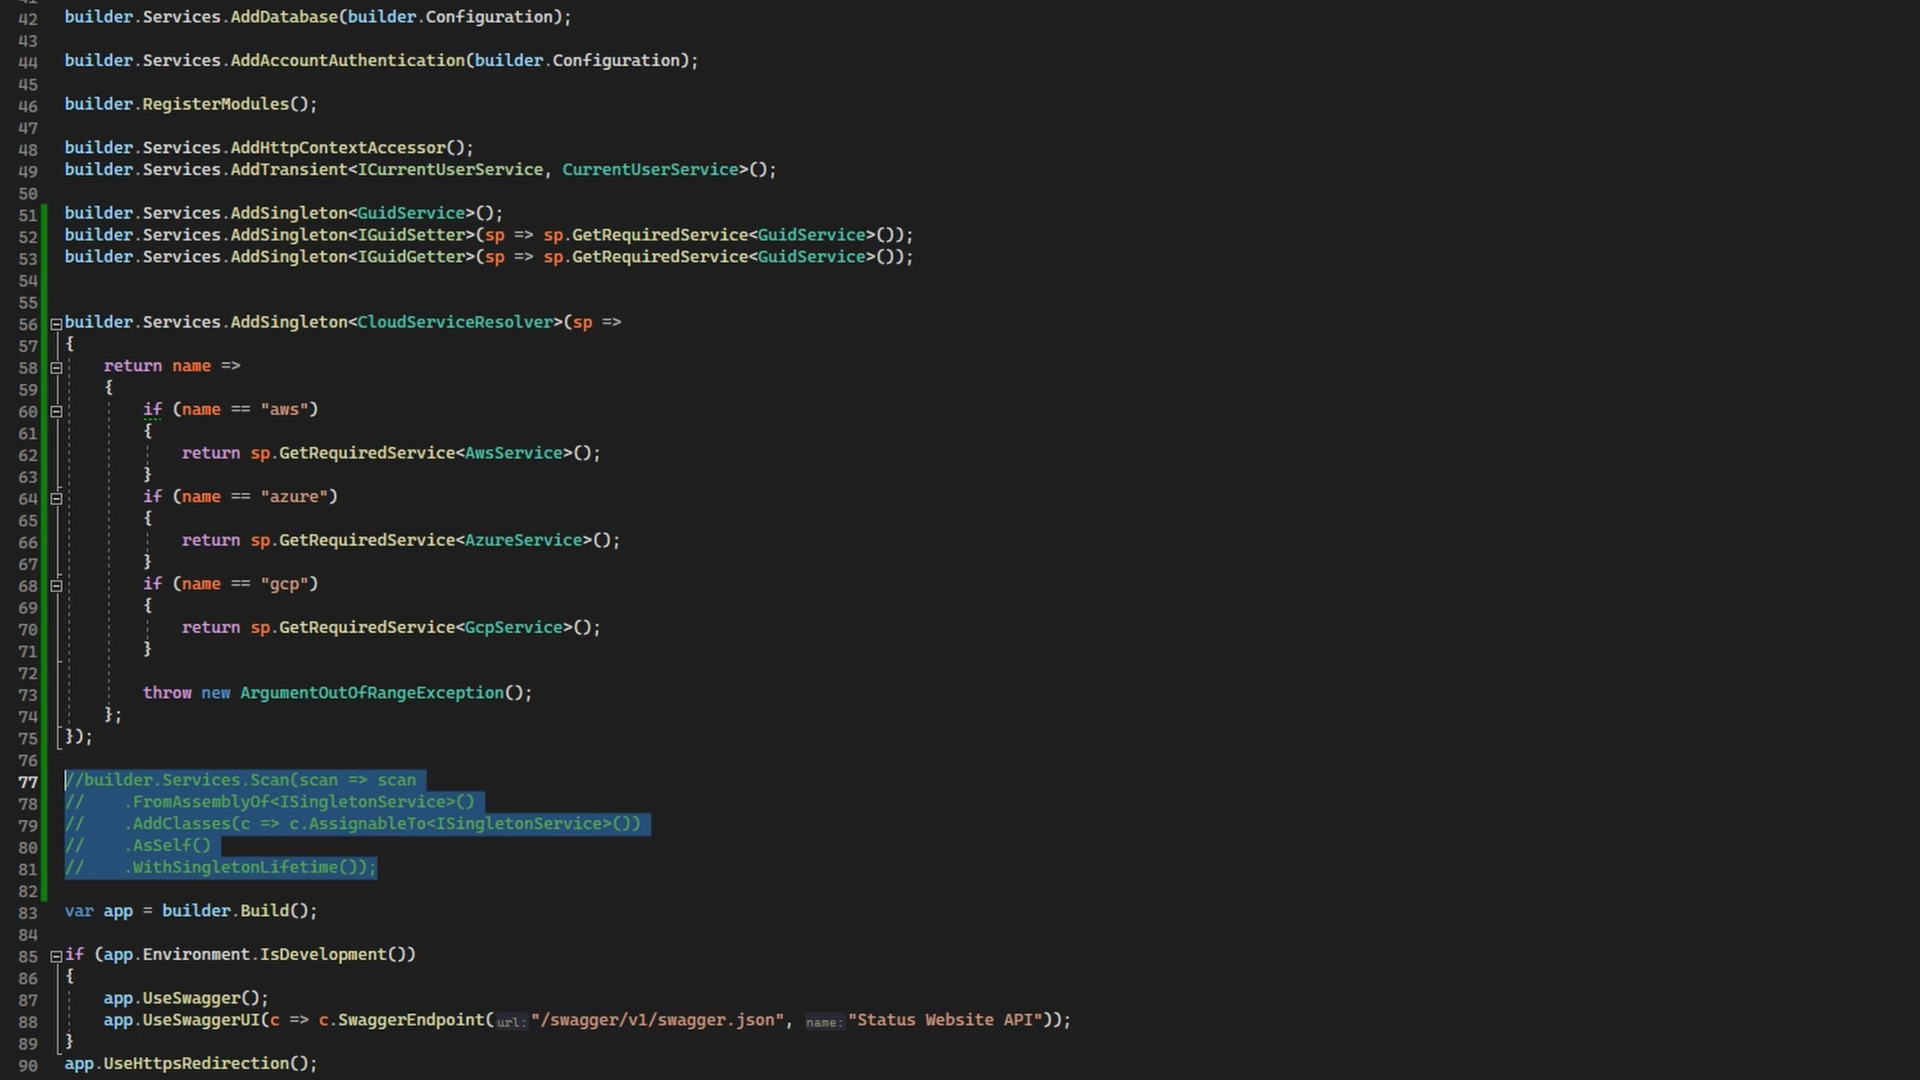 42 builder.Services.AddDatabase(builder.Configuration);
43
44 builder.Services.AddAccountAuthentication(builder.Configuration);
45
46 builder.RegisterModules();
47
48 builder.Services.AddHttpContextAccessor();
49 builder.Services.AddTransient<ICurrentUserService, CurrentUserService>();
50
51 builder.Services.AddSingleton<GuidService>();
52 builder.Services.AddSingleton<IGuidSetter>(sp => sp.GetRequiredService<GuidService>());
53 builder.Services.AddSingleton<IGuidGetter>(sp => sp.GetRequiredService<GuidService>());
54
55
56 builder.Services.AddSingleton<CloudServiceResolver>(sp =>
57 {
58     return name =>
59     {
60         if (name == "aws")
61         {
62             return sp.GetRequiredService<AwsService>();
63         }
64         if (name == "azure")
65         {
66             return sp.GetRequiredService<AzureService>();
67         }
68         if (name == "gcp")
69         {
70             return sp.GetRequiredService<GcpService>();
71         }
72
73         throw new ArgumentOutOfRangeException();
74     };
75 });
76
77 //builder.Services.Scan(scan => scan
78 //    .FromAssemblyOf<ISingletonService>()
79 //    .AddClasses(c => c.AssignableTo<ISingletonService>())
80 //    .AsSelf()
81 //    .WithSingletonLifetime());
82
83 var app = builder.Build();
84
85 if (app.Environment.IsDevelopment())
86 {
87     app.UseSwagger();
88     app.UseSwaggerUI(c => c.SwaggerEndpoint(url:"/swagger/v1/swagger.json", name:"Status Website API"));
89 }
90 app.UseHttpsRedirection();